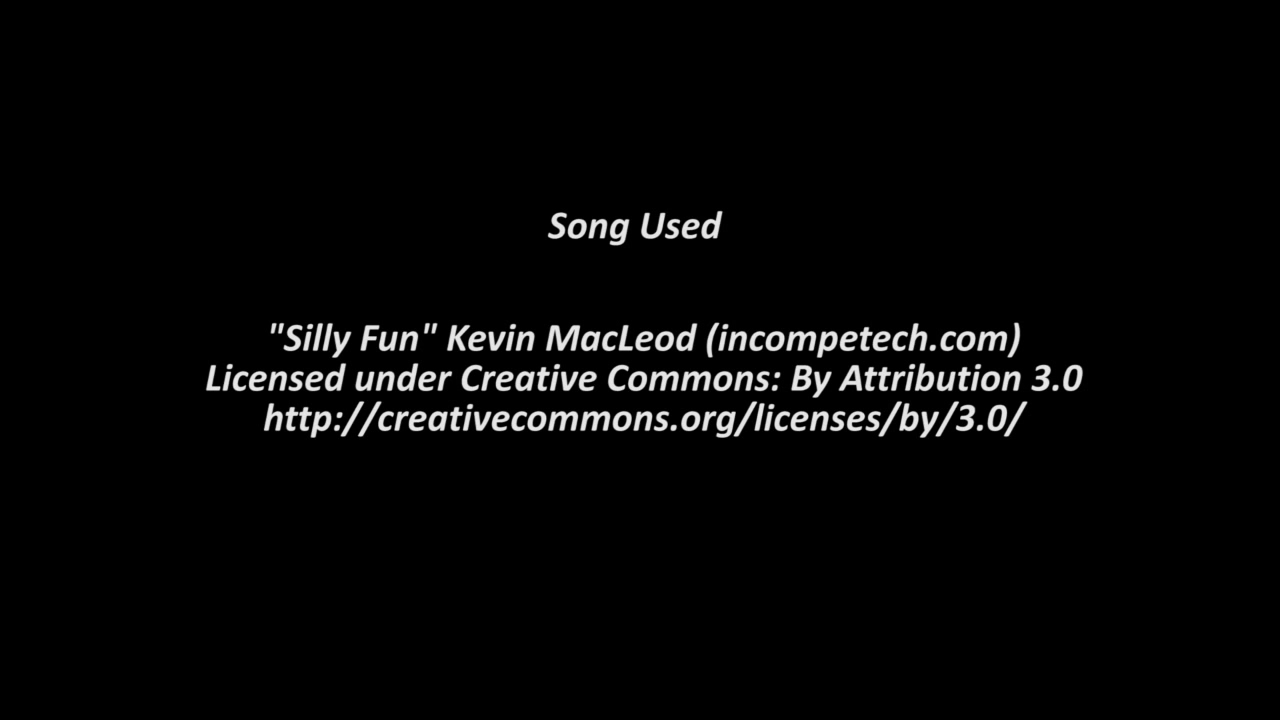 Song Used
"Silly Fun" Kevin MacLeod (incompetech.com)
Licensed under Creative Commons: By Attribution 3.0
http://creativecommons.org/licenses/by/3.0/